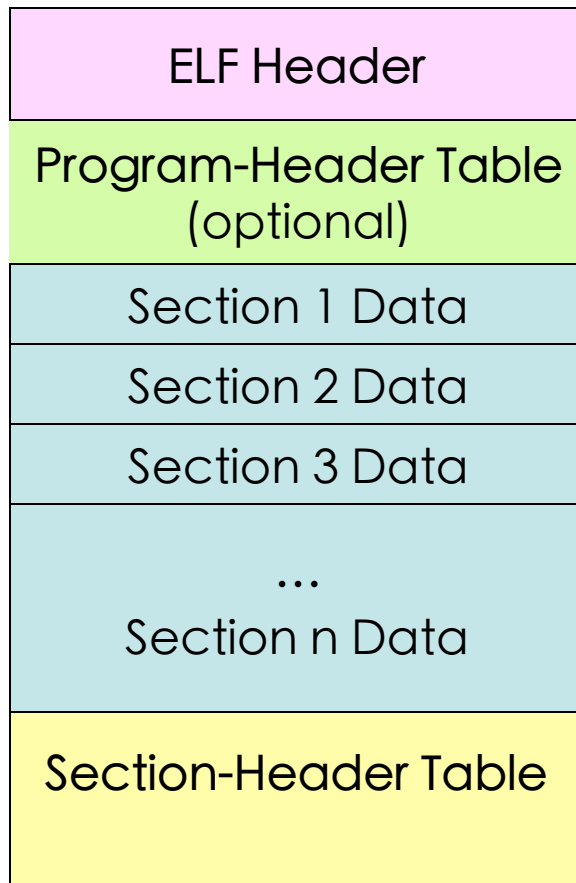 ELF Header
Program-Header Table
(optional)
Section 1 Data
Section 2 Data
Section 3 Data
...
Section n Data
Section-Header Table